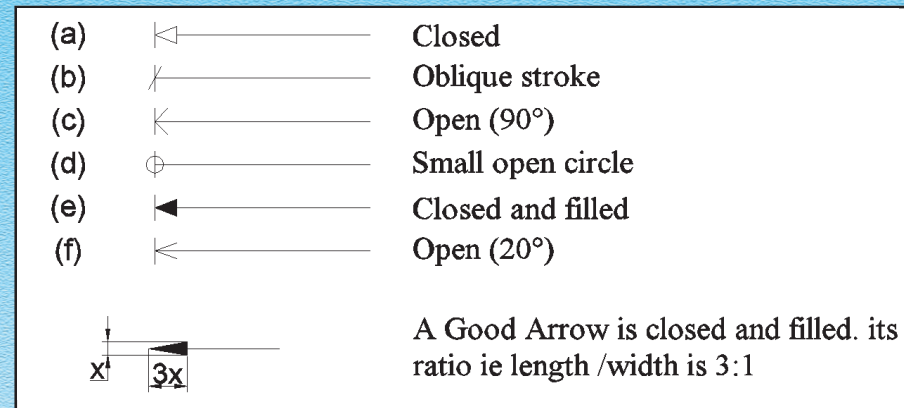 (a) Closed
(b) Oblique stroke
(c) Open (90°)
(d) Small open circle
(e) Closed and filled
(f) Open (20°)
A Good Arrow is closed and filled. its
x 3x ratio ie length /width is 3:1